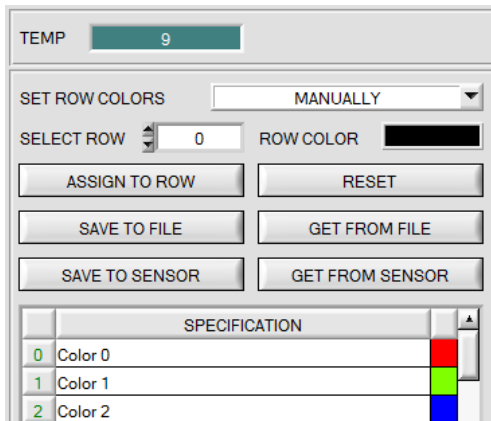 TEMP 9
SET ROW COLORS MANUALLY
SELECT ROW 0 ROW COLOR
ASSIGN TO ROW RESET
SAVE TO FILE GET FROM FILE
SAVE TO SENSOR GET FROM SENSOR
SPECIFICATION
0 Color 0
1 Color 1
2 Color 2